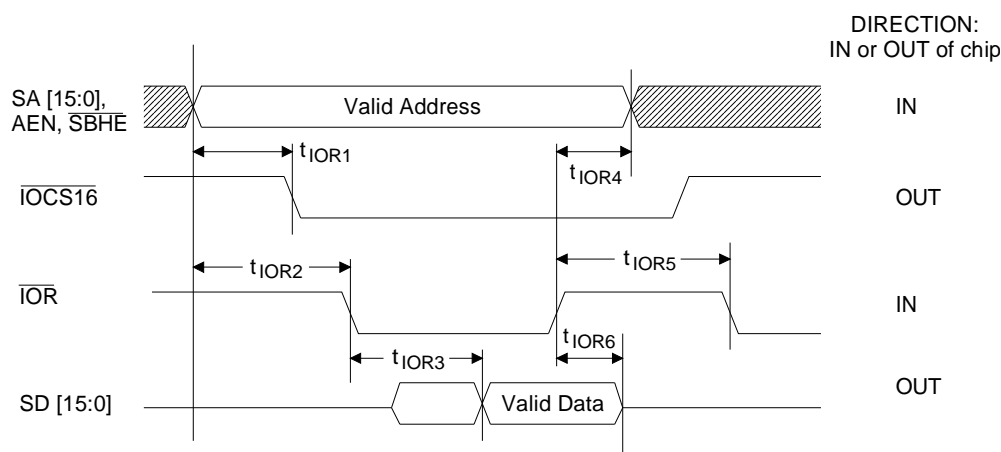 DIRECTION:
IN or OUT of chip
SA [15:0],
AEN, SBHE
Valid Address
IN
tIOR1
tIOR4
IOCS16
OUT
tIOR2
tIOR5
IOR
IN
tIOR3
tIOR6
OUT
SD [15:0]
Valid Data